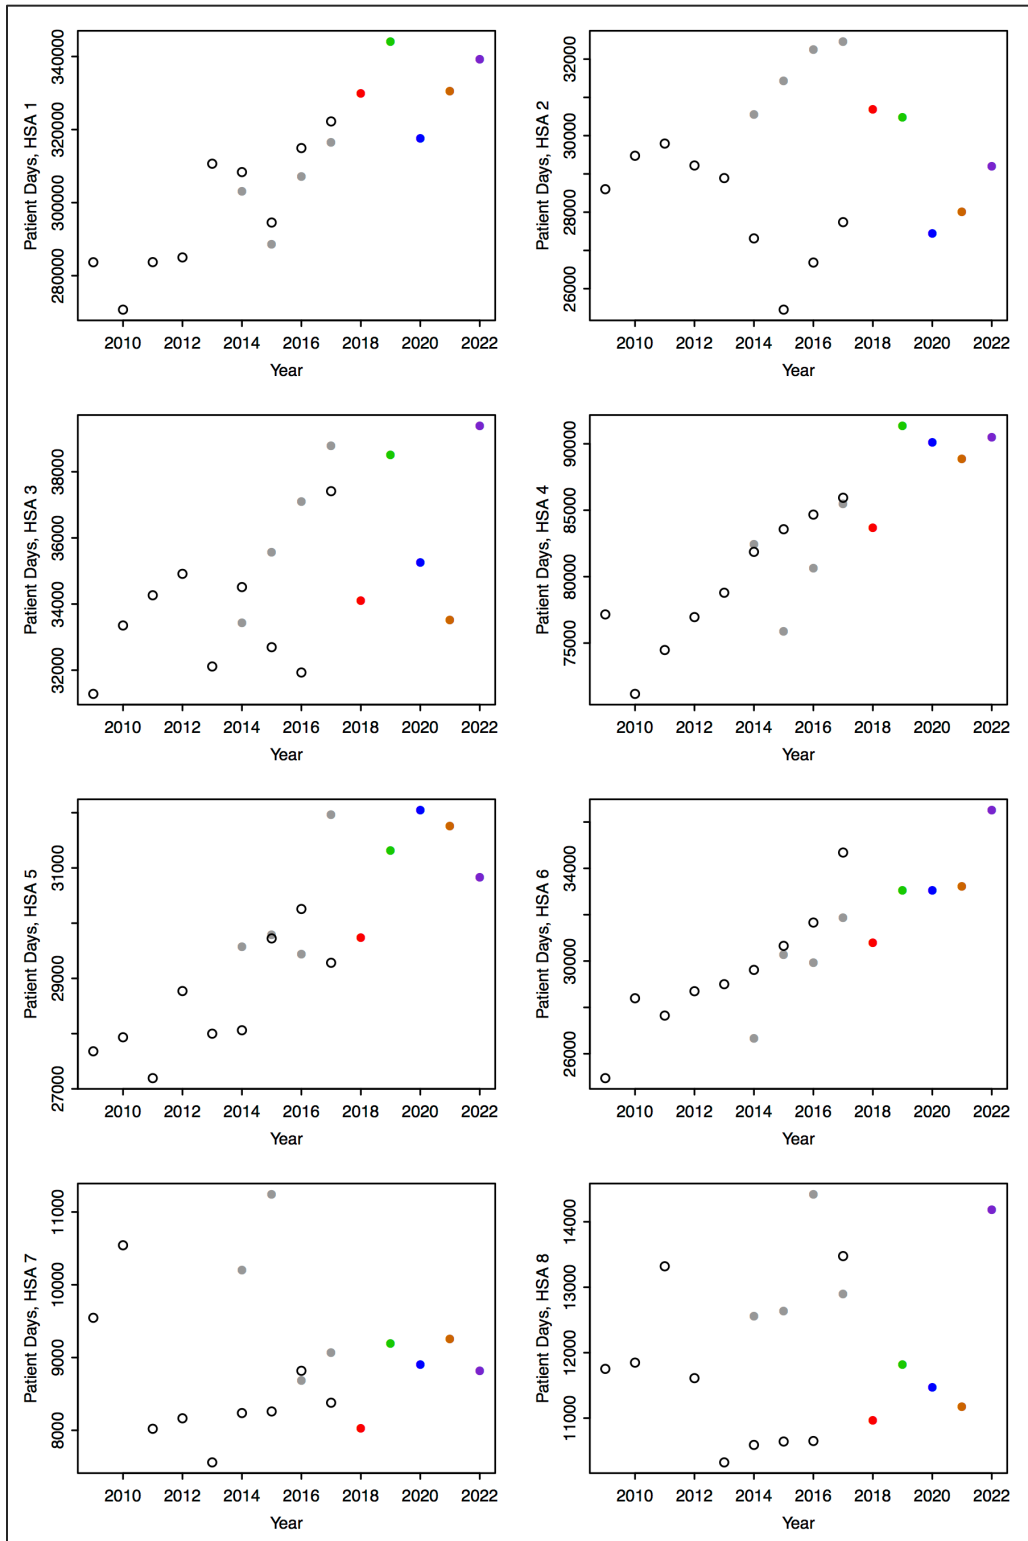 Patient Days, HSA 1
340000
320000
300000
280000
2010 2012 2014 2016 2018 2020 2022
Year
Patient Days, HSA 2
32000
30000
28000
26000
2010 2012 2014 2016 2018 2020 2022
Year
Patient Days, HSA 3
38000
36000
34000
32000
2010 2012 2014 2016 2018 2020 2022
Year
Patient Days, HSA 4
90000
85000
80000
75000
2010 2012 2014 2016 2018 2020 2022
Year
Patient Days, HSA 5
31000
29000
27000
2010 2012 2014 2016 2018 2020 2022
Year
Patient Days, HSA 6
34000
30000
26000
2010 2012 2014 2016 2018 2020 2022
Year
Patient Days, HSA 7
11000
10000
9000
8000
2010 2012 2014 2016 2018 2020 2022
Year
Patient Days, HSA 8
14000
13000
12000
11000
2010 2012 2014 2016 2018 2020 2022
Year